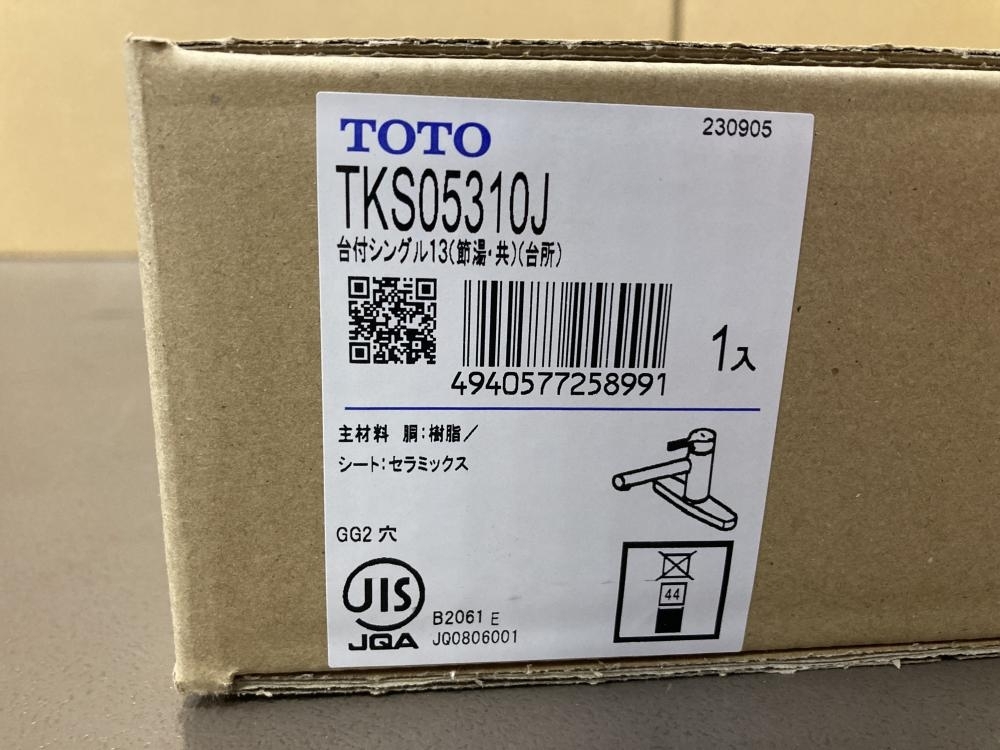 TOTO
230905
TKS05310J
台付シングル13(節湯・共)(台所)
4940577258991
1入
主材料 胴:樹脂/
シート:セラミックス
GG2 穴
JIS
JQA
B2061 E
JQ0806001
44